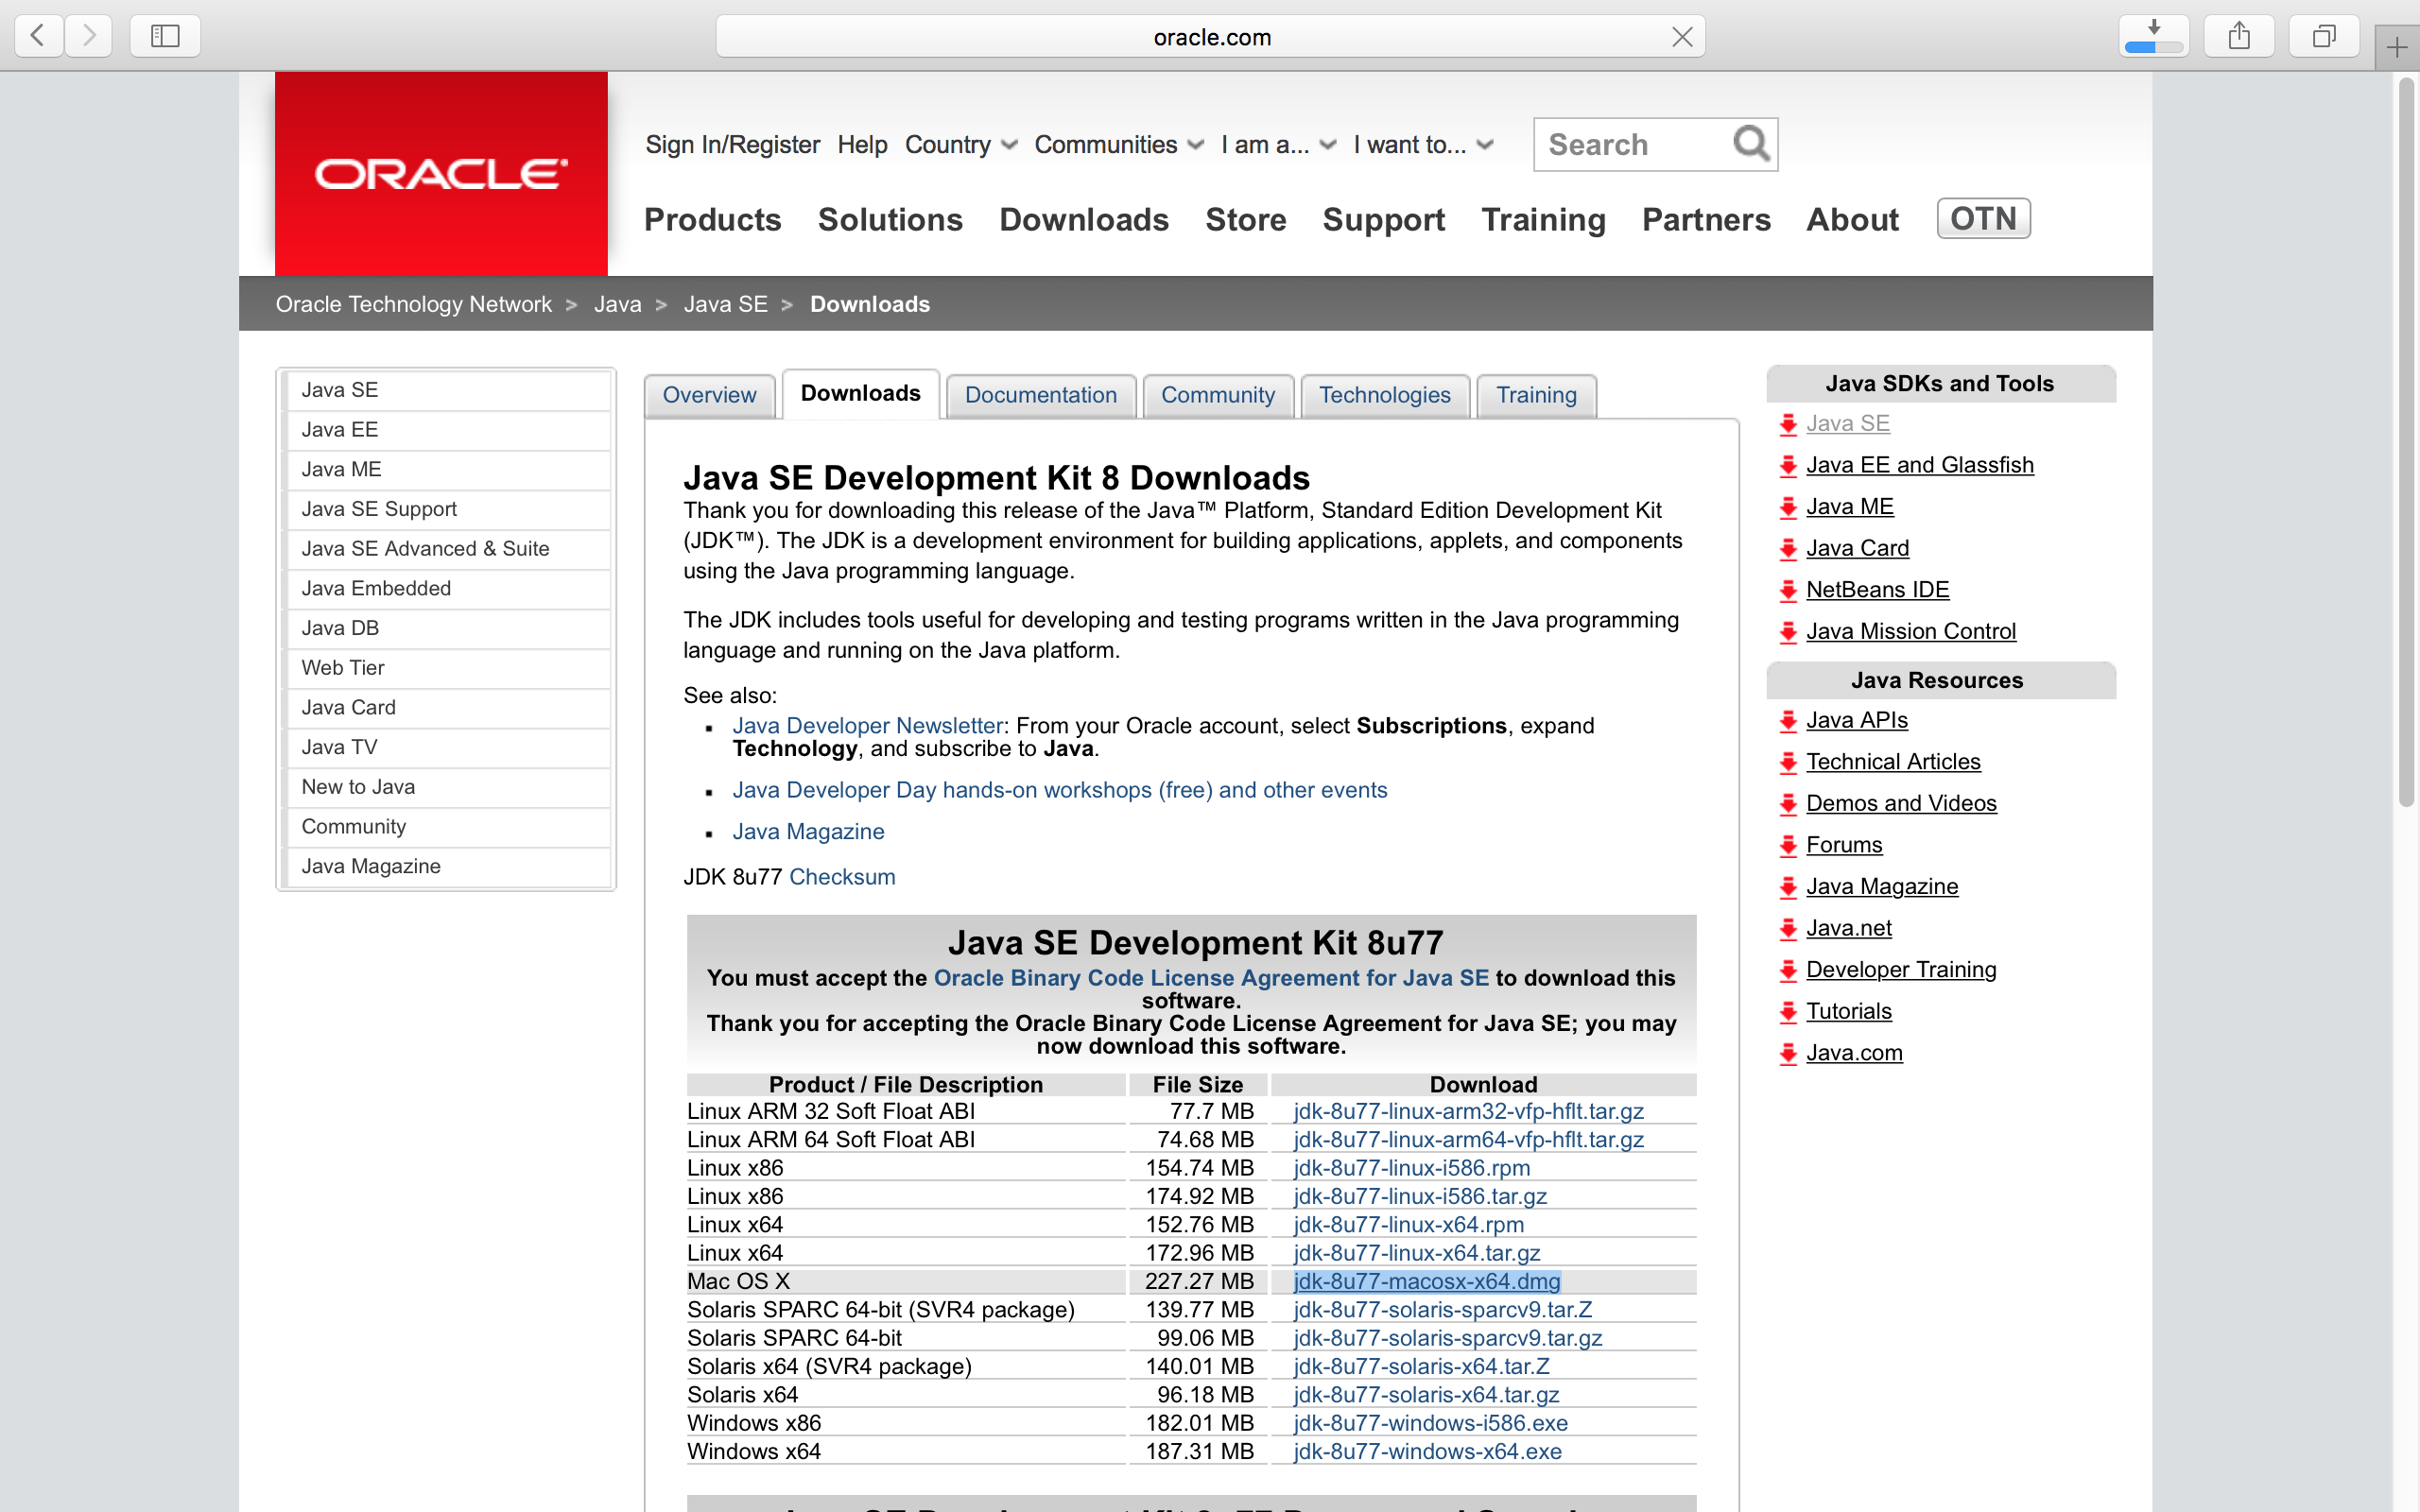 oracle.com
ORACLE
Sign In/Register Help Country Communities I am a... I want to... Search
Products Solutions Downloads Store Support Training Partners About OTN
Oracle Technology Network > Java > Java SE > Downloads
Java SE
Java EE
Java ME
Java SE Support
Java SE Advanced & Suite
Java Embedded
Java DB
Web Tier
Java Card
Java TV
New to Java
Community
Java Magazine
Overview Downloads Documentation Community Technologies Training
Java SE Development Kit 8 Downloads
Thank you for downloading this release of the Java™ Platform, Standard Edition Development Kit
(JDK™). The JDK is a development environment for building applications, applets, and components
using the Java programming language.
The JDK includes tools useful for developing and testing programs written in the Java programming
language and running on the Java platform.
See also:
▪ Java Developer Newsletter: From your Oracle account, select Subscriptions, expand
Technology, and subscribe to Java.
▪ Java Developer Day hands-on workshops (free) and other events
▪ Java Magazine
JDK 8u77 Checksum
Java SE Development Kit 8u77
You must accept the Oracle Binary Code License Agreement for Java SE to download this
software.
Thank you for accepting the Oracle Binary Code License Agreement for Java SE; you may
now download this software.
Product / File Description File Size Download
Linux ARM 32 Soft Float ABI 77.7 MB jdk-8u77-linux-arm32-vfp-hflt.tar.gz
Linux ARM 64 Soft Float ABI 74.68 MB jdk-8u77-linux-arm64-vfp-hflt.tar.gz
Linux x86 154.74 MB jdk-8u77-linux-i586.rpm
Linux x86 174.92 MB jdk-8u77-linux-i586.tar.gz
Linux x64 152.76 MB jdk-8u77-linux-x64.rpm
Linux x64 172.96 MB jdk-8u77-linux-x64.tar.gz
Mac OS X 227.27 MB jdk-8u77-macosx-x64.dmg
Solaris SPARC 64-bit (SVR4 package) 139.77 MB jdk-8u77-solaris-sparcv9.tar.Z
Solaris SPARC 64-bit 99.06 MB jdk-8u77-solaris-sparcv9.tar.gz
Solaris x64 (SVR4 package) 140.01 MB jdk-8u77-solaris-x64.tar.Z
Solaris x64 96.18 MB jdk-8u77-solaris-x64.tar.gz
Windows x86 182.01 MB jdk-8u77-windows-i586.exe
Windows x64 187.31 MB jdk-8u77-windows-x64.exe
Java SDKs and Tools
Java SE
Java EE and Glassfish
Java ME
Java Card
NetBeans IDE
Java Mission Control
Java Resources
Java APIs
Technical Articles
Demos and Videos
Forums
Java Magazine
Java.net
Developer Training
Tutorials
Java.com